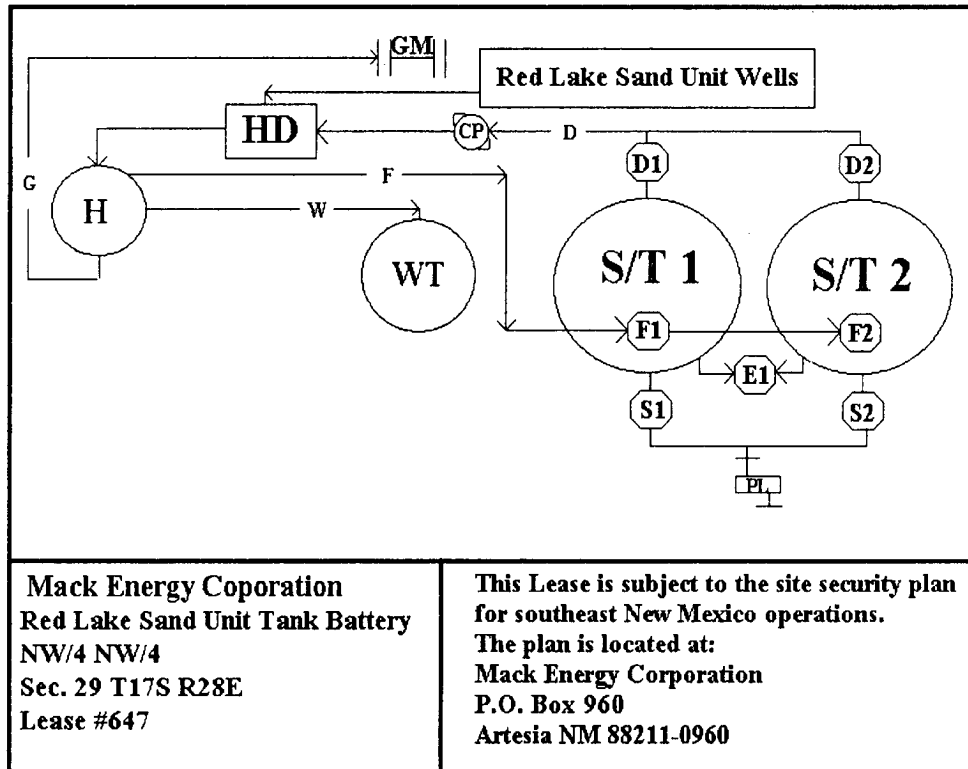 GM
Red Lake Sand Unit Wells
HD
CP
D
D1
D2
G
F
H
W
WT
S/T 1
S/T 2
F1
F2
E1
S1
S2
PL
Mack Energy Coporation
Red Lake Sand Unit Tank Battery
NW/4 NW/4
Sec. 29 T17S R28E
Lease #647
This Lease is subject to the site security plan
for southeast New Mexico operations.
The plan is located at:
Mack Energy Corporation
P.O. Box 960
Artesia NM 88211-0960